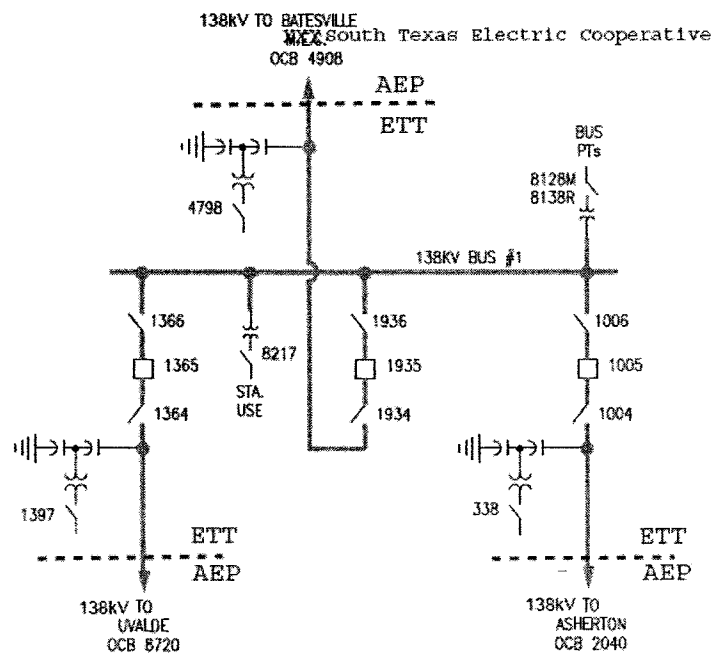 138kV TO BATESVILLE
South Texas Electric Cooperative
OCB 4908
AEP
ETT
BUS
PTs
8128M
8138R
4798
138KV BUS #1
1366
1936
1006
1365
8217
1935
1005
STA.
USE
1364
1934
1004
1397
338
ETT
AEP
ETT
AEP
138kV TO
UVALDE
OCB 8720
138kV TO
ASHERTON
OCB 2040